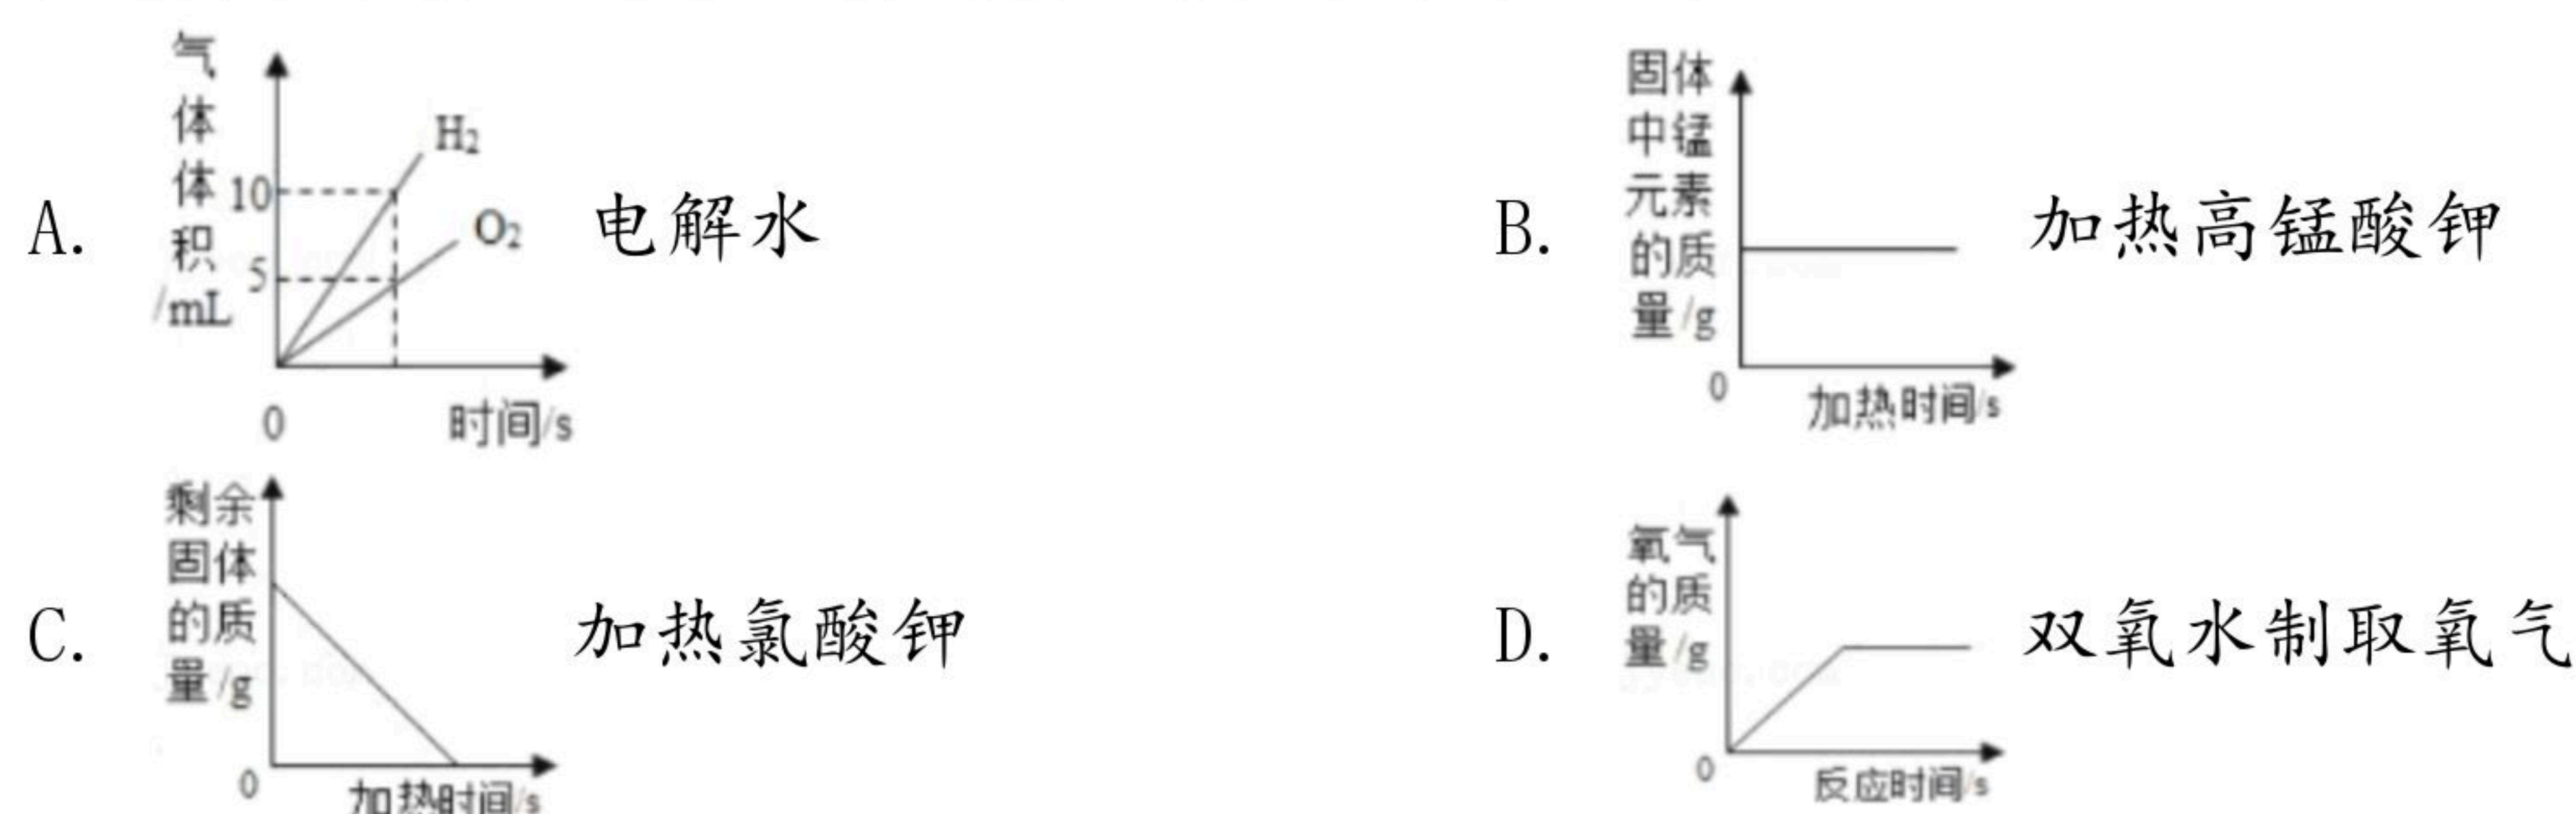 A.
气体体积/mL
10
5
0
H₂
O₂
时间/s
电解水
B.
固体中锰元素的质量/g
0
加热时间/s
加热高锰酸钾
C.
剩余固体的质量/g
0
加热时间/s
加热氯酸钾
D.
氧气的质量/g
0
反应时间/s
双氧水制取氧气